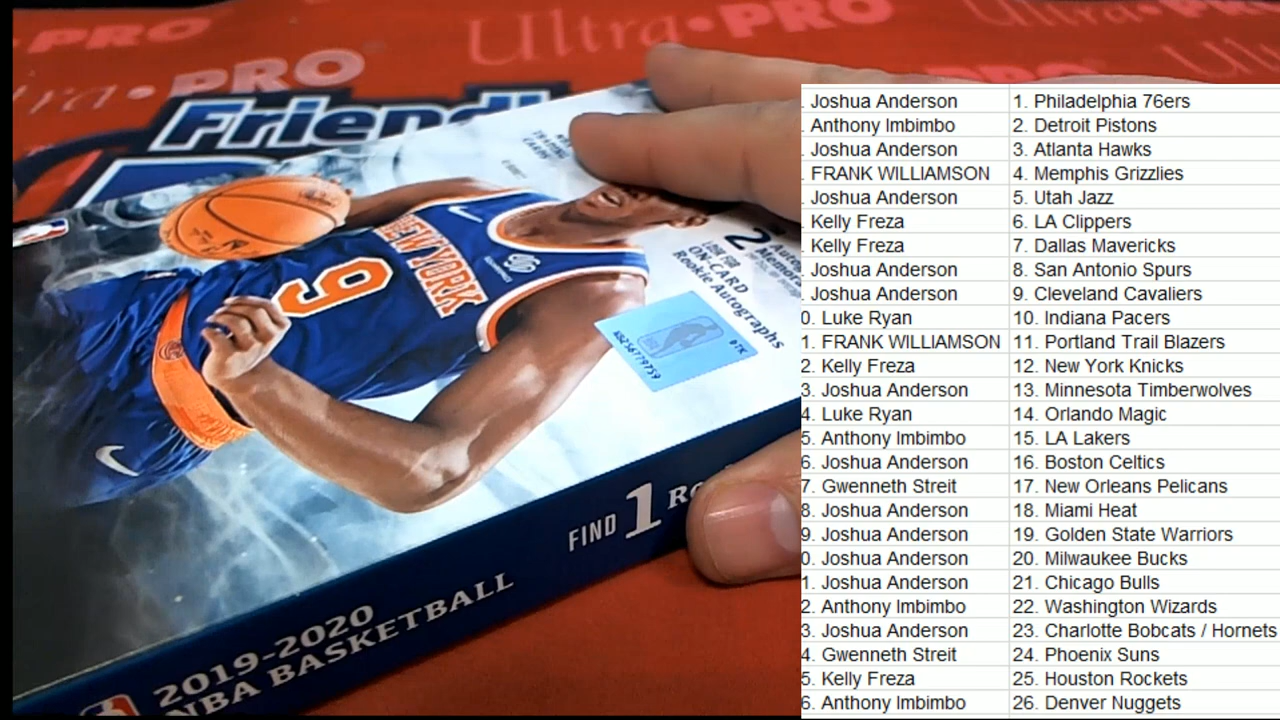 Ultra PRO
PRO
Ultra PRO
PRO
Friend
NEW YORK
9
2
ON-CARD
Rookie Autographs
FIND 1
2019-2020
NBA BASKETBALL
. Joshua Anderson 1. Philadelphia 76ers
. Anthony Imbimbo 2. Detroit Pistons
. Joshua Anderson 3. Atlanta Hawks
. FRANK WILLIAMSON 4. Memphis Grizzlies
. Joshua Anderson 5. Utah Jazz
. Kelly Freza 6. LA Clippers
. Kelly Freza 7. Dallas Mavericks
. Joshua Anderson 8. San Antonio Spurs
. Joshua Anderson 9. Cleveland Cavaliers
0. Luke Ryan 10. Indiana Pacers
1. FRANK WILLIAMSON 11. Portland Trail Blazers
2. Kelly Freza 12. New York Knicks
3. Joshua Anderson 13. Minnesota Timberwolves
4. Luke Ryan 14. Orlando Magic
5. Anthony Imbimbo 15. LA Lakers
6. Joshua Anderson 16. Boston Celtics
7. Gwenneth Streit 17. New Orleans Pelicans
8. Joshua Anderson 18. Miami Heat
9. Joshua Anderson 19. Golden State Warriors
0. Joshua Anderson 20. Milwaukee Bucks
1. Joshua Anderson 21. Chicago Bulls
2. Anthony Imbimbo 22. Washington Wizards
3. Joshua Anderson 23. Charlotte Bobcats / Hornets
4. Gwenneth Streit 24. Phoenix Suns
5. Kelly Freza 25. Houston Rockets
6. Anthony Imbimbo 26. Denver Nuggets